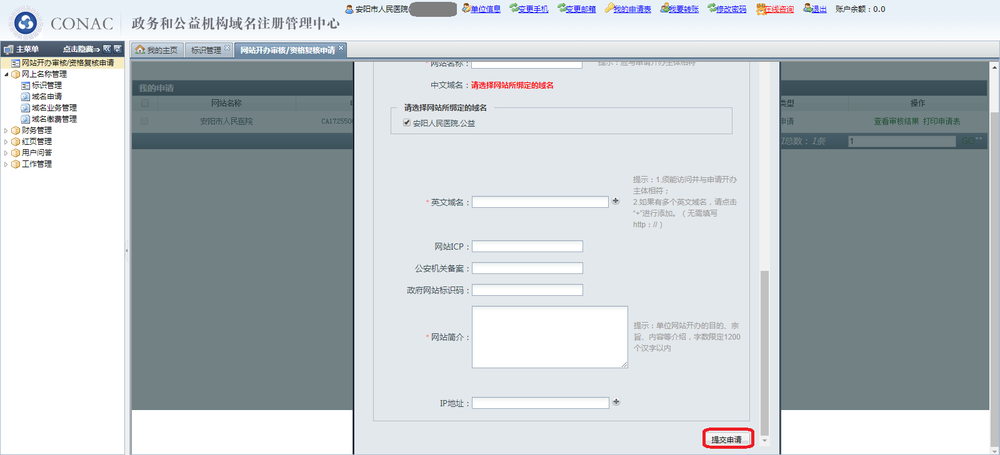 安阳市人民医院(
单位信息
变更手机
变更邮箱
我的申请表
我要转账
修改密码
在线咨询
退出
账户余额：0.0
CONAC
政务和公益机构域名注册管理中心
主菜单
点击隐藏⇒
我的主页
标识管理
网站开办审核/资格复核申请
网站开办审核/资格复核申请
网上名称管理
标识管理
域名申请
域名业务管理
域名缴费管理
财务管理
红页管理
用户问答
工作管理
我的申请
网站名称
类型
操作
安阳市人民医院
CA1725500
申请
查看审核结果 打印申请表
1总数：1条
1
GO
*网站名称：
提示：应与申请开办主体相符
中文域名：请选择网站所绑定的域名
请选择网站所绑定的域名
安阳人民医院.公益
*英文域名：
提示：1.须能访问并与申请开办
主体相符；
2.如果有多个英文域名，请点击
“+”进行添加。（无需填写
http：//）
网站ICP：
公安机关备案：
政府网站标识码：
*网站简介：
提示：单位网站开办的目的、宗
旨、内容等介绍，字数限定1200
个汉字以内
IP地址：
提交申请